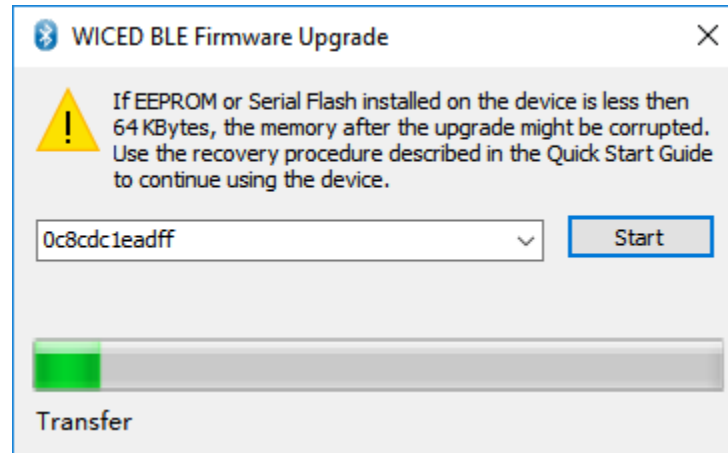 WICED BLE Firmware Upgrade
If EEPROM or Serial Flash installed on the device is less then
64 KBytes, the memory after the upgrade might be corrupted.
Use the recovery procedure described in the Quick Start Guide
to continue using the device.
0c8cdc1eadff
Start
Transfer